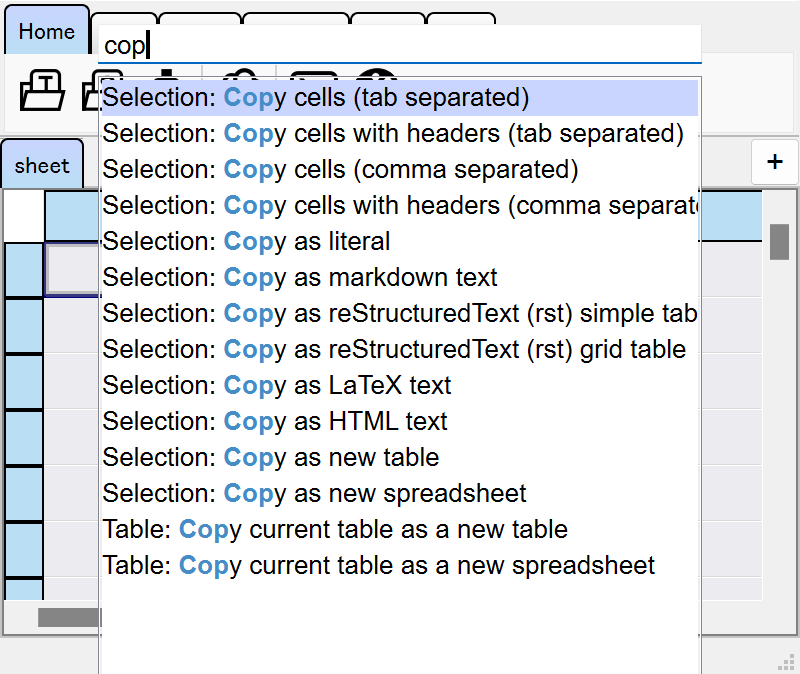 Home
cop
Selection: Copy cells (tab separated)
Selection: Copy cells with headers (tab separated)
Selection: Copy cells (comma separated)
Selection: Copy cells with headers (comma separate
Selection: Copy as literal
Selection: Copy as markdown text
Selection: Copy as reStructuredText (rst) simple tab
Selection: Copy as reStructuredText (rst) grid table
Selection: Copy as LaTeX text
Selection: Copy as HTML text
Selection: Copy as new table
Selection: Copy as new spreadsheet
Table: Copy current table as a new table
Table: Copy current table as a new spreadsheet
sheet
+